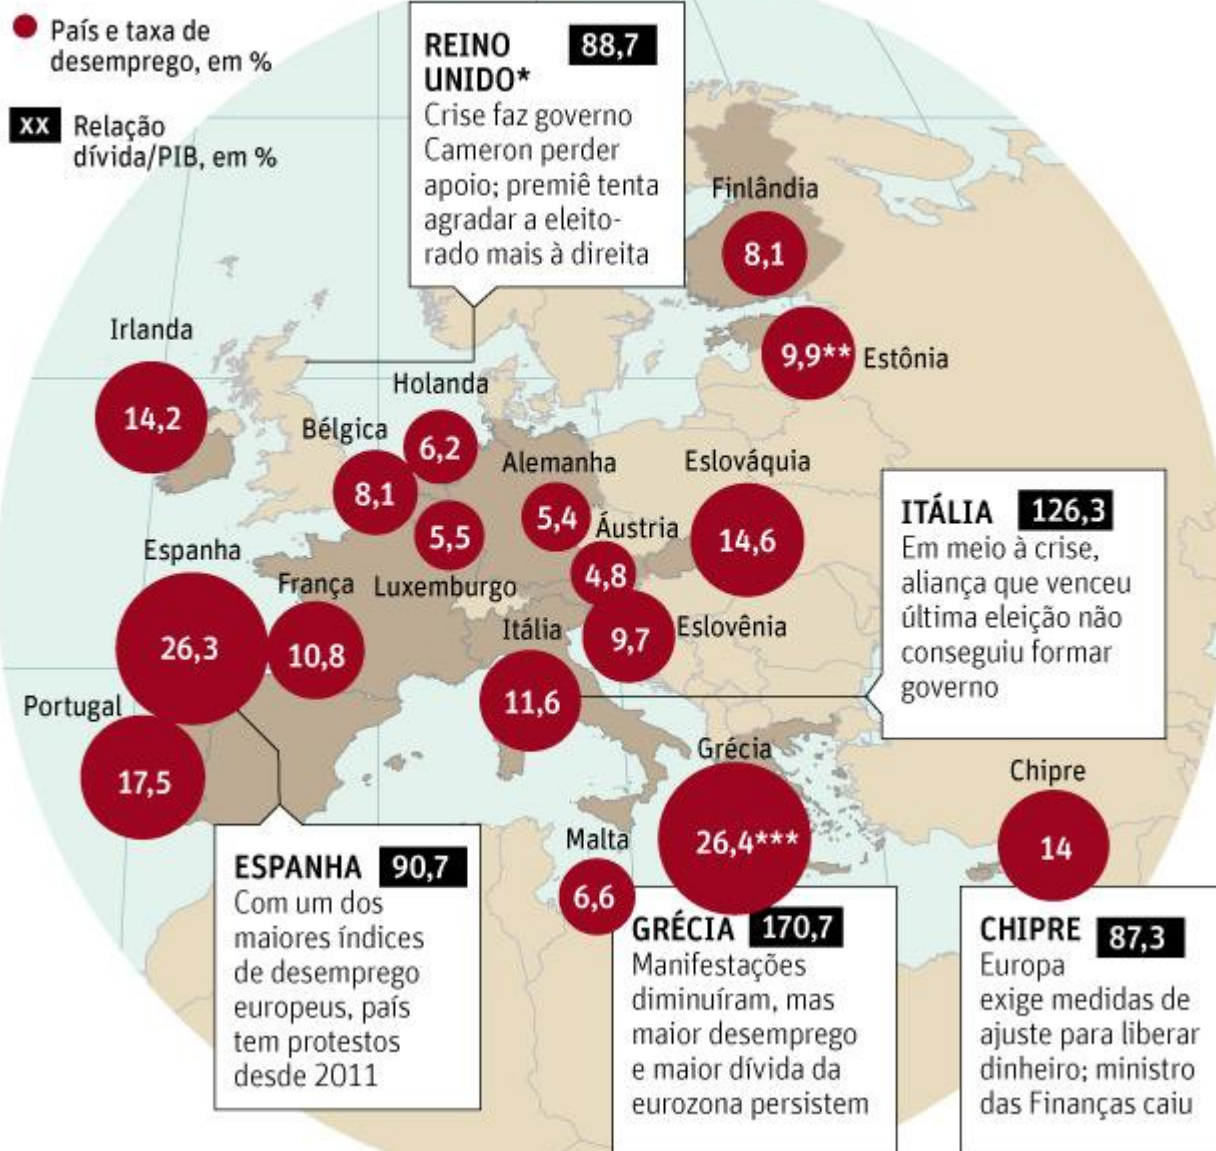 País e taxa de
desemprego, em %
XX Relação
dívida/PIB, em %
REINO 88,7
UNIDO*
Crise faz governo
Cameron perder
apoio; premiê tenta
agradar a eleito-
rado mais à direita
Finlândia
8,1
Irlanda
14,2
9,9** Estônia
Holanda
6,2
Bélgica
8,1
Alemanha
5,4
Eslováquia
14,6
Áustria
4,8
5,5
Luxemburgo
Espanha
26,3
França
10,8
Itália
11,6
9,7 Eslovênia
ITÁLIA 126,3
Em meio à crise,
aliança que venceu
última eleição não
conseguiu formar
governo
Portugal
17,5
Grécia
26,4***
Chipre
14
Malta
6,6
ESPANHA 90,7
Com um dos
maiores índices
de desemprego
europeus, país
tem protestos
desde 2011
GRÉCIA 170,7
Manifestações
diminuíram, mas
maior desemprego
e maior dívida da
eurozona persistem
CHIPRE 87,3
Europa
exige medidas de
ajuste para liberar
dinheiro; ministro
das Finanças caiu